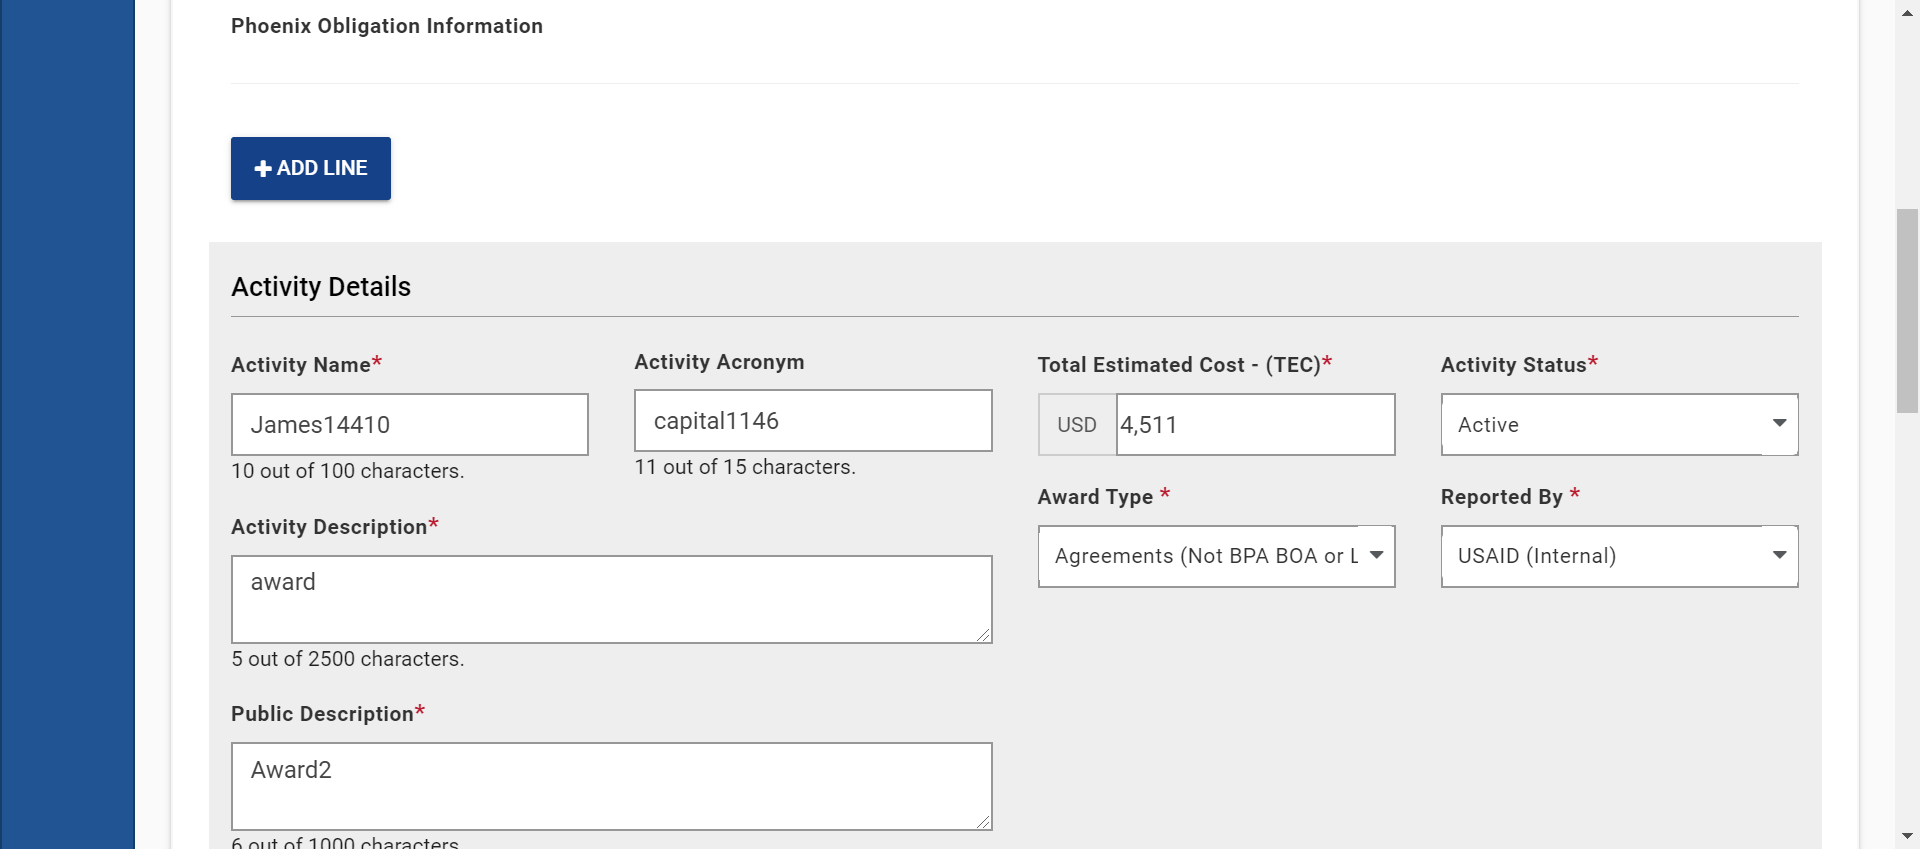 Phoenix Obligation Information
ADD LINE
Activity Details
Activity Name*
James14410
10 out of 100 characters.
Activity Acronym
capital1146
11 out of 15 characters.
Total Estimated Cost - (TEC)*
USD 4,511
Activity Status*
Active
Activity Description*
award
5 out of 2500 characters.
Award Type *
Agreements (Not BPA BOA or L
Reported By *
USAID (Internal)
Public Description*
Award2
6 out of 1000 characters.